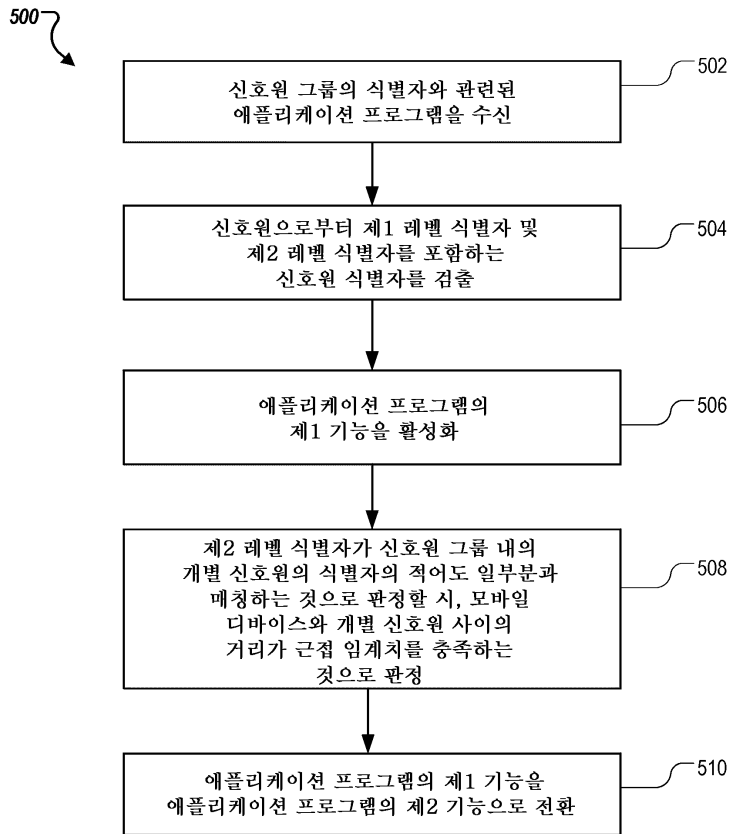 500
502
신호원 그룹의 식별자와 관련된
애플리케이션 프로그램을 수신
504
신호원으로부터 제1 레벨 식별자 및
제2 레벨 식별자를 포함하는
신호원 식별자를 검출
506
애플리케이션 프로그램의
제1 기능을 활성화
508
제2 레벨 식별자가 신호원 그룹 내의
개별 신호원의 식별자의 적어도 일부분과
매칭하는 것으로 판정할 시, 모바일
디바이스와 개별 신호원 사이의
거리가 근접 임계치를 충족하는
것으로 판정
510
애플리케이션 프로그램의 제1 기능을
애플리케이션 프로그램의 제2 기능으로 전환